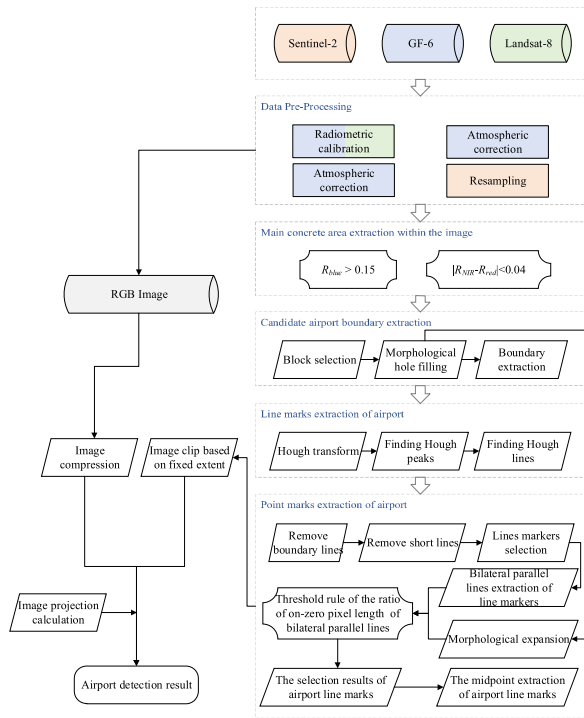 Sentinel-2
GF-6
Landsat-8
Data Pre-Processing
Radiometric
calibration
Atmospheric
correction
Atmospheric
correction
Resampling
Main concrete area extraction within the image
R_blue > 0.15
|R_NIR-R_red|<0.04
RGB Image
Candidate airport boundary extraction
Block selection
Morphological
hole filling
Boundary
extraction
Line marks extraction of airport
Hough transform
Finding Hough
peaks
Finding Hough
lines
Image
compression
Image clip based
on fixed extent
Point marks extraction of airport
Remove
boundary lines
Remove short lines
Lines markers
selection
Bilateral parallel
lines extraction of
line markers
Threshold rule of the ratio
of on-zero pixel length of
bilateral parallel lines
Morphological expansion
Image projection
calculation
Airport detection result
The selection results of
airport line marks
The midpoint extraction
of airport line marks